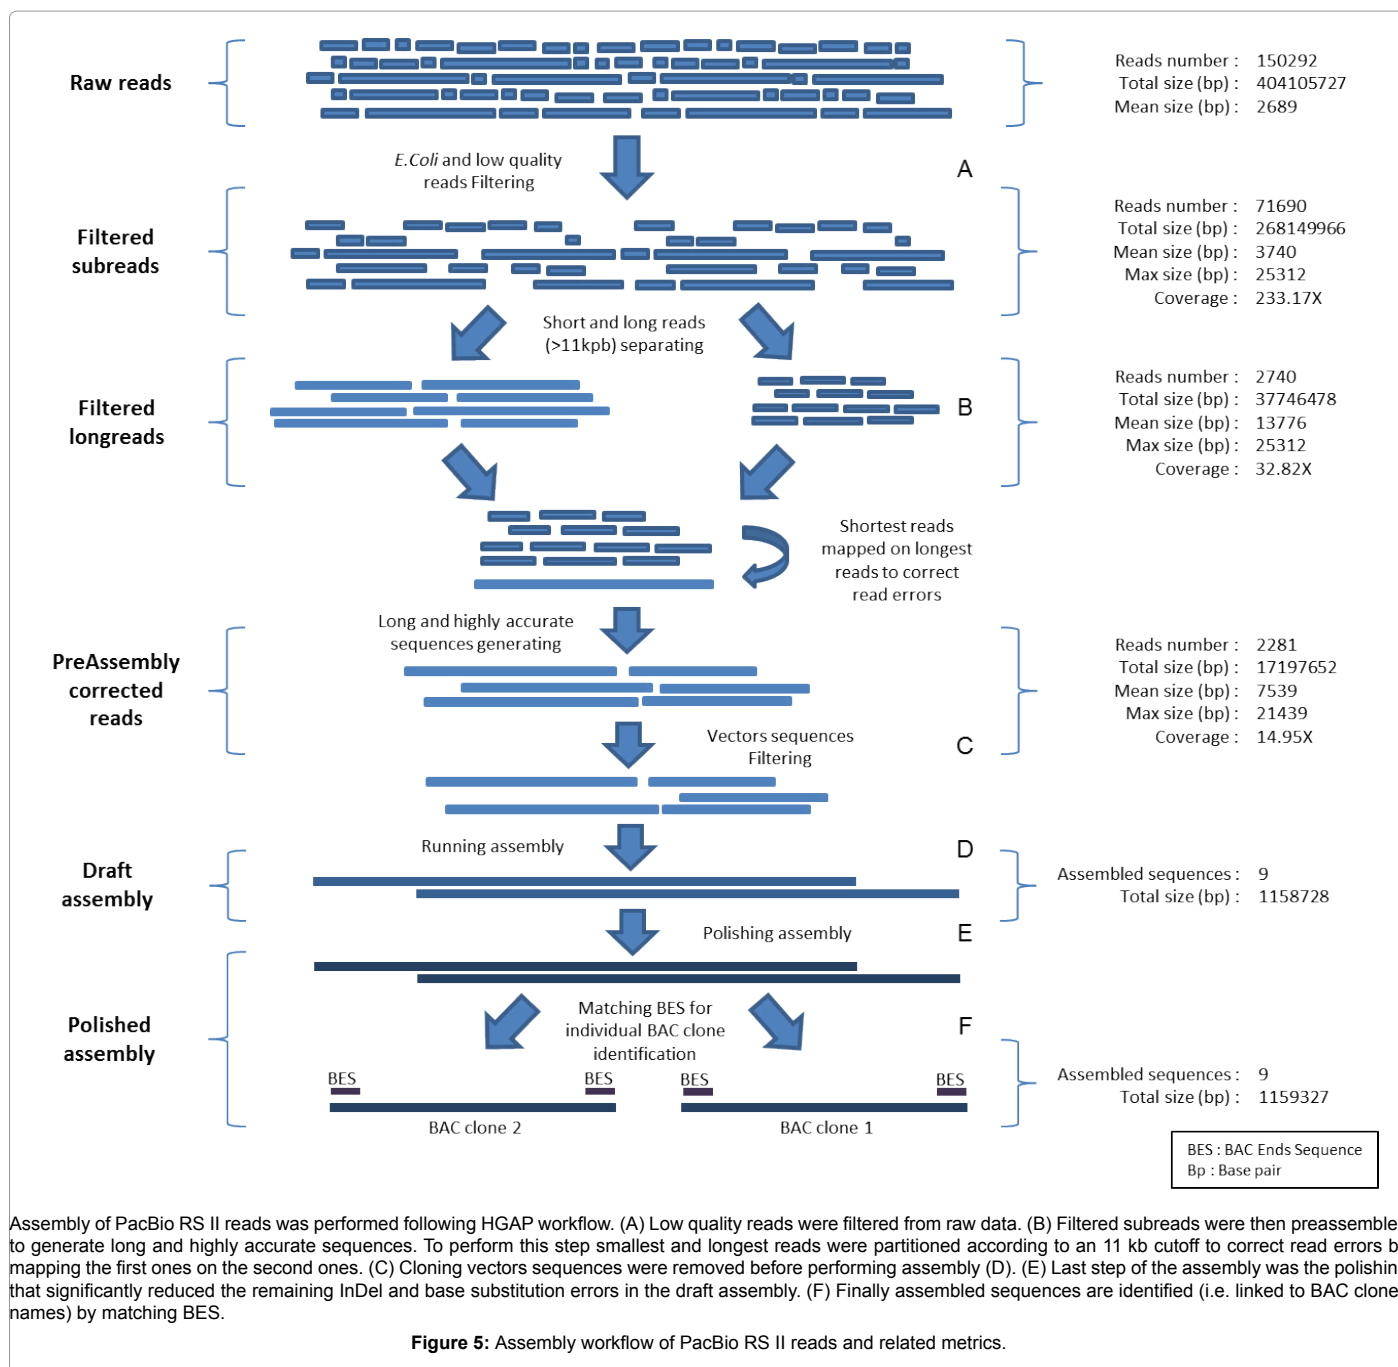 Raw reads
Reads number : 150292
Total size (bp) : 404105727
Mean size (bp) : 2689
E.Coli and low quality
reads Filtering
A
Filtered
subreads
Reads number : 71690
Total size (bp) : 268149966
Mean size (bp) : 3740
Max size (bp) : 25312
Coverage : 233.17X
Short and long reads
(>11kpb) separating
Filtered
longreads
B
Reads number : 2740
Total size (bp) : 37746478
Mean size (bp) : 13776
Max size (bp) : 25312
Coverage : 32.82X
Shortest reads
mapped on longest
reads to correct
read errors
Long and highly accurate
sequences generating
PreAssembly
corrected
reads
Reads number : 2281
Total size (bp) : 17197652
Mean size (bp) : 7539
Max size (bp) : 21439
Coverage : 14.95X
Vectors sequences
Filtering
C
Running assembly
D
Draft
assembly
Assembled sequences : 9
Total size (bp) : 1158728
Polishing assembly
E
Polished
assembly
Matching BES for
individual BAC clone
identification
F
BES BES BES BES
BAC clone 2 BAC clone 1
Assembled sequences : 9
Total size (bp) : 1159327
BES : BAC Ends Sequence
Bp : Base pair
Assembly of PacBio RS II reads was performed following HGAP workflow. (A) Low quality reads were filtered from raw data. (B) Filtered subreads were then preassemble
to generate long and highly accurate sequences. To perform this step smallest and longest reads were partitioned according to an 11 kb cutoff to correct read errors b
mapping the first ones on the second ones. (C) Cloning vectors sequences were removed before performing assembly (D). (E) Last step of the assembly was the polishin
that significantly reduced the remaining InDel and base substitution errors in the draft assembly. (F) Finally assembled sequences are identified (i.e. linked to BAC clone
names) by matching BES.
Figure 5: Assembly workflow of PacBio RS II reads and related metrics.